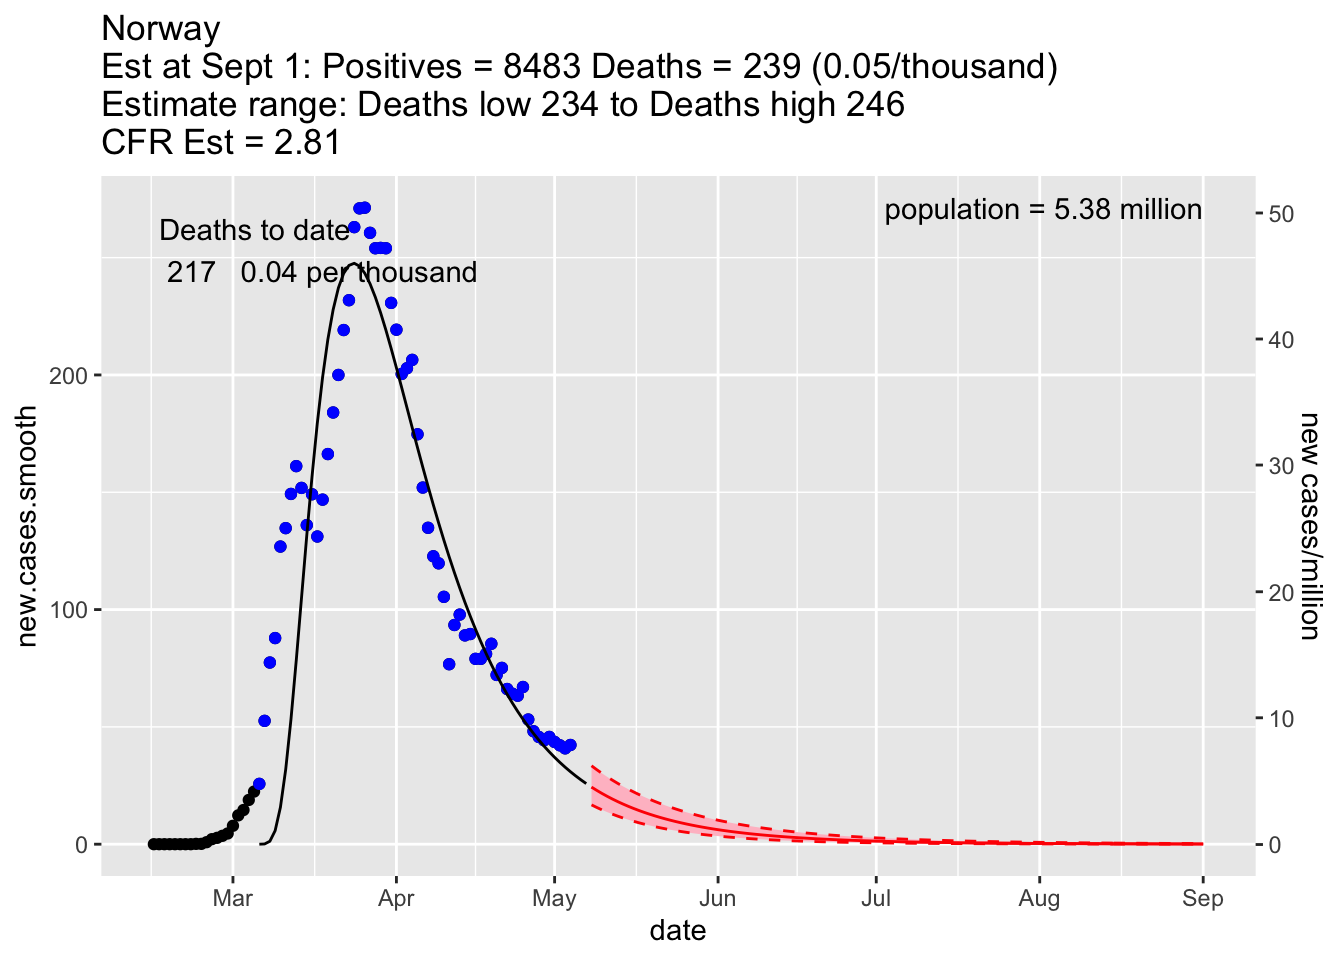 Norway
Est at Sept 1: Positives = 8483 Deaths = 239 (0.05/thousand)
Estimate range: Deaths low 234 to Deaths high 246
CFR Est = 2.81
Deaths to date
217 0.04 per thousand
population = 5.38 million
new.cases.smooth
200
100
0
50
40
30
20
10
0
new cases/million
Mar Apr May Jun Jul Aug Sep
date